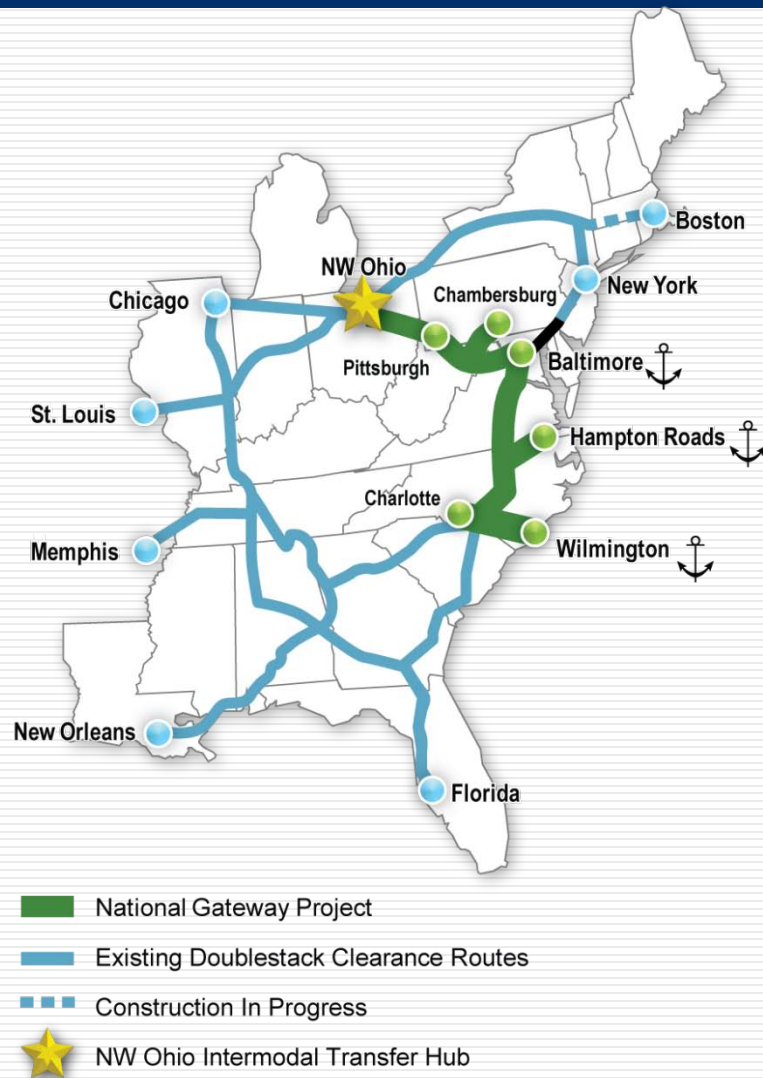 Boston
NW Ohio
Chambersburg
New York
Chicago
Pittsburgh
Baltimore
St. Louis
Hampton Roads
Charlotte
Memphis
Wilmington
New Orleans
Florida
National Gateway Project
Existing Doublestack Clearance Routes
Construction In Progress
NW Ohio Intermodal Transfer Hub